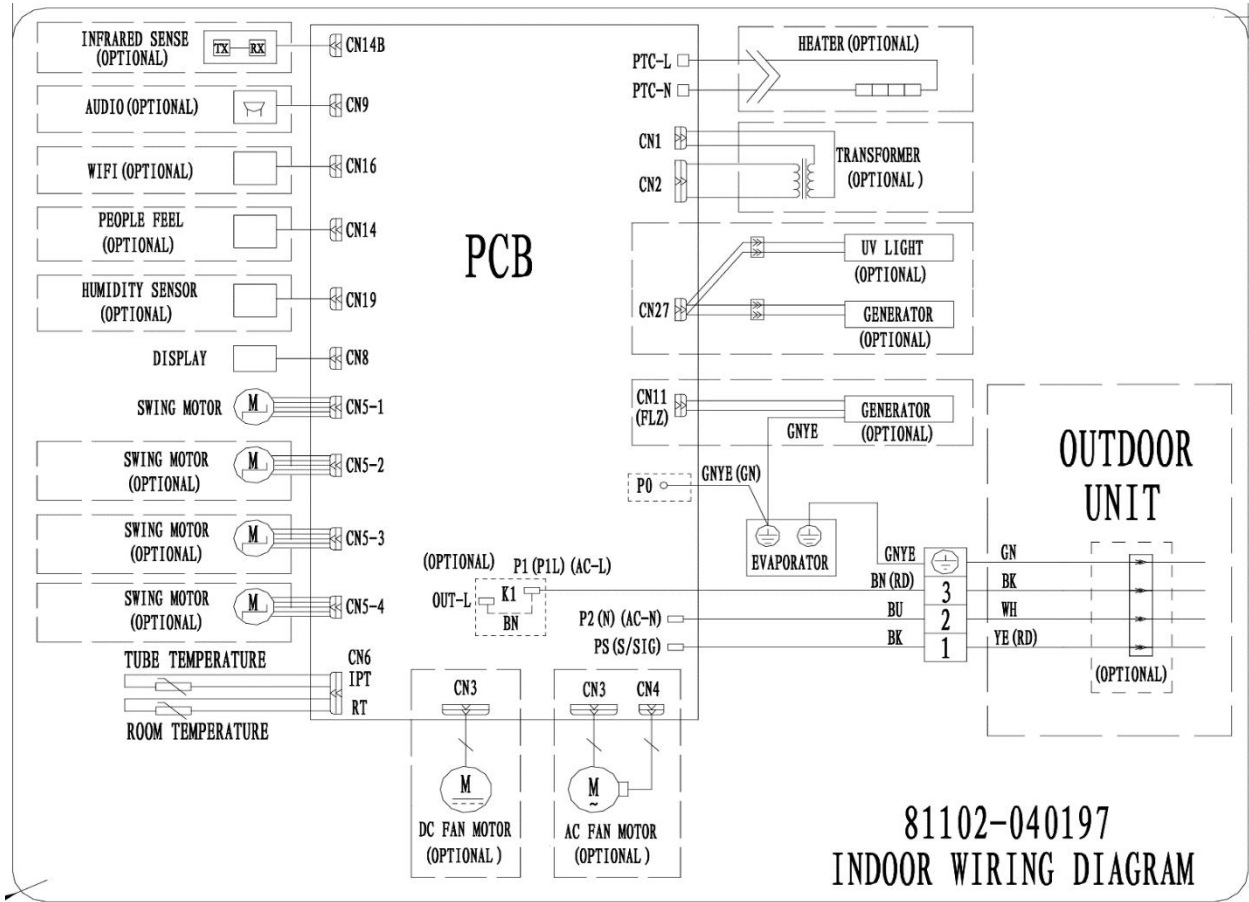 INFRARED SENSE
(OPTIONAL)
TX
RX
CN14B
AUDIO(OPTIONAL)
CN9
WIFI(OPTIONAL)
CN16
PEOPLE FEEL
(OPTIONAL)
CN14
HUMIDITY SENSOR
(OPTIONAL)
CN19
DISPLAY
CN8
SWING MOTOR
M
CN5-1
SWING MOTOR
(OPTIONAL)
M
CN5-2
SWING MOTOR
(OPTIONAL)
M
CN5-3
SWING MOTOR
(OPTIONAL)
M
CN5-4
TUBE TEMPERATURE
CN6
IPT
RT
ROOM TEMPERATURE
PCB
PTC-L
PTC-N
HEATER(OPTIONAL)
CN1
CN2
TRANSFORMER
(OPTIONAL)
CN27
UV LIGHT
(OPTIONAL)
GENERATOR
(OPTIONAL)
CN11
(FLZ)
GENERATOR
(OPTIONAL)
GNYE
P0
GNYE(GN)
EVAPORATOR
(OPTIONAL)
P1(P1L)(AC-L)
OUT-L
K1
BN
P2(N)(AC-N)
PS(S/SIG)
GNYE
BN(RD)
BU
BK
3
2
1
GN
BK
WH
YE(RD)
OUTDOOR
UNIT
(OPTIONAL)
CN3
M
DC FAN MOTOR
(OPTIONAL)
CN3
CN4
M
~
AC FAN MOTOR
(OPTIONAL)
81102-040197
INDOOR WIRING DIAGRAM